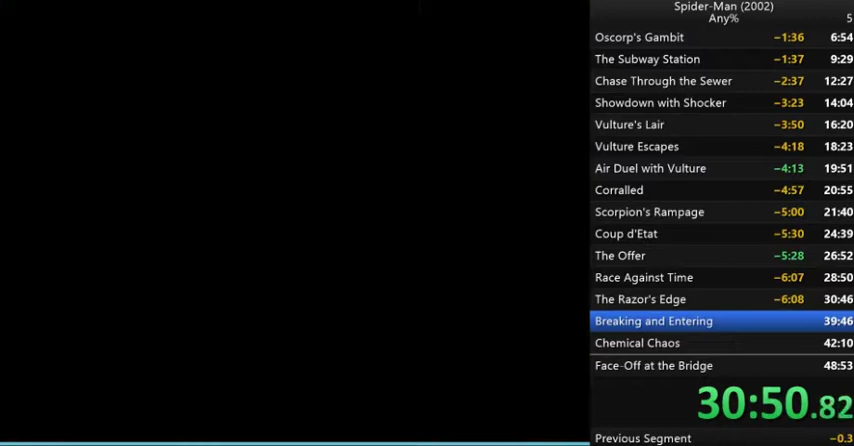 Spider-Man (2002)
Any% 5
Oscorp's Gambit −1:36 6:54
The Subway Station −1:37 9:29
Chase Through the Sewer −2:37 12:27
Showdown with Shocker −3:23 14:04
Vulture's Lair −3:50 16:20
Vulture Escapes −4:18 18:23
Air Duel with Vulture −4:13 19:51
Corralled −4:57 20:55
Scorpion's Rampage −5:00 21:40
Coup d'Etat −5:30 24:39
The Offer −5:28 26:52
Race Against Time −6:07 28:50
The Razor's Edge −6:08 30:46
Breaking and Entering 39:46
Chemical Chaos 42:10
Face-Off at the Bridge 48:53
30:50.82
Previous Segment −0.3